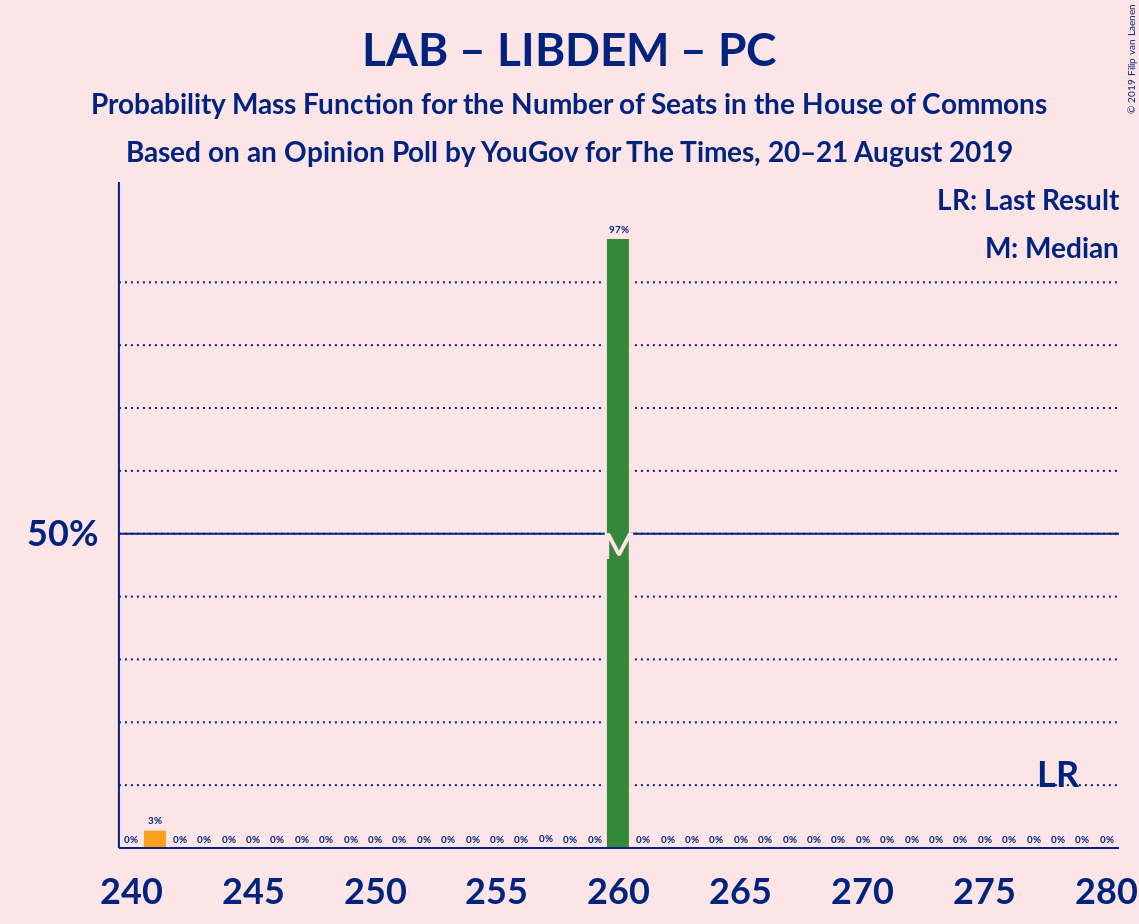 LAB – LIBDEM – PC
Probability Mass Function for the Number of Seats in the House of Commons
Based on an Opinion Poll by YouGov for The Times, 20–21 August 2019
© 2019 Filip van Laenen
LR: Last Result
M: Median
97%
50%
M
LR
3%
0% 0% 0% 0% 0% 0% 0% 0% 0% 0% 0% 0% 0% 0% 0% 0% 0% 0% 0% 0% 0% 0% 0% 0% 0% 0% 0% 0% 0% 0% 0% 0% 0% 0% 0% 0% 0% 0% 0%
240 245 250 255 260 265 270 275 280